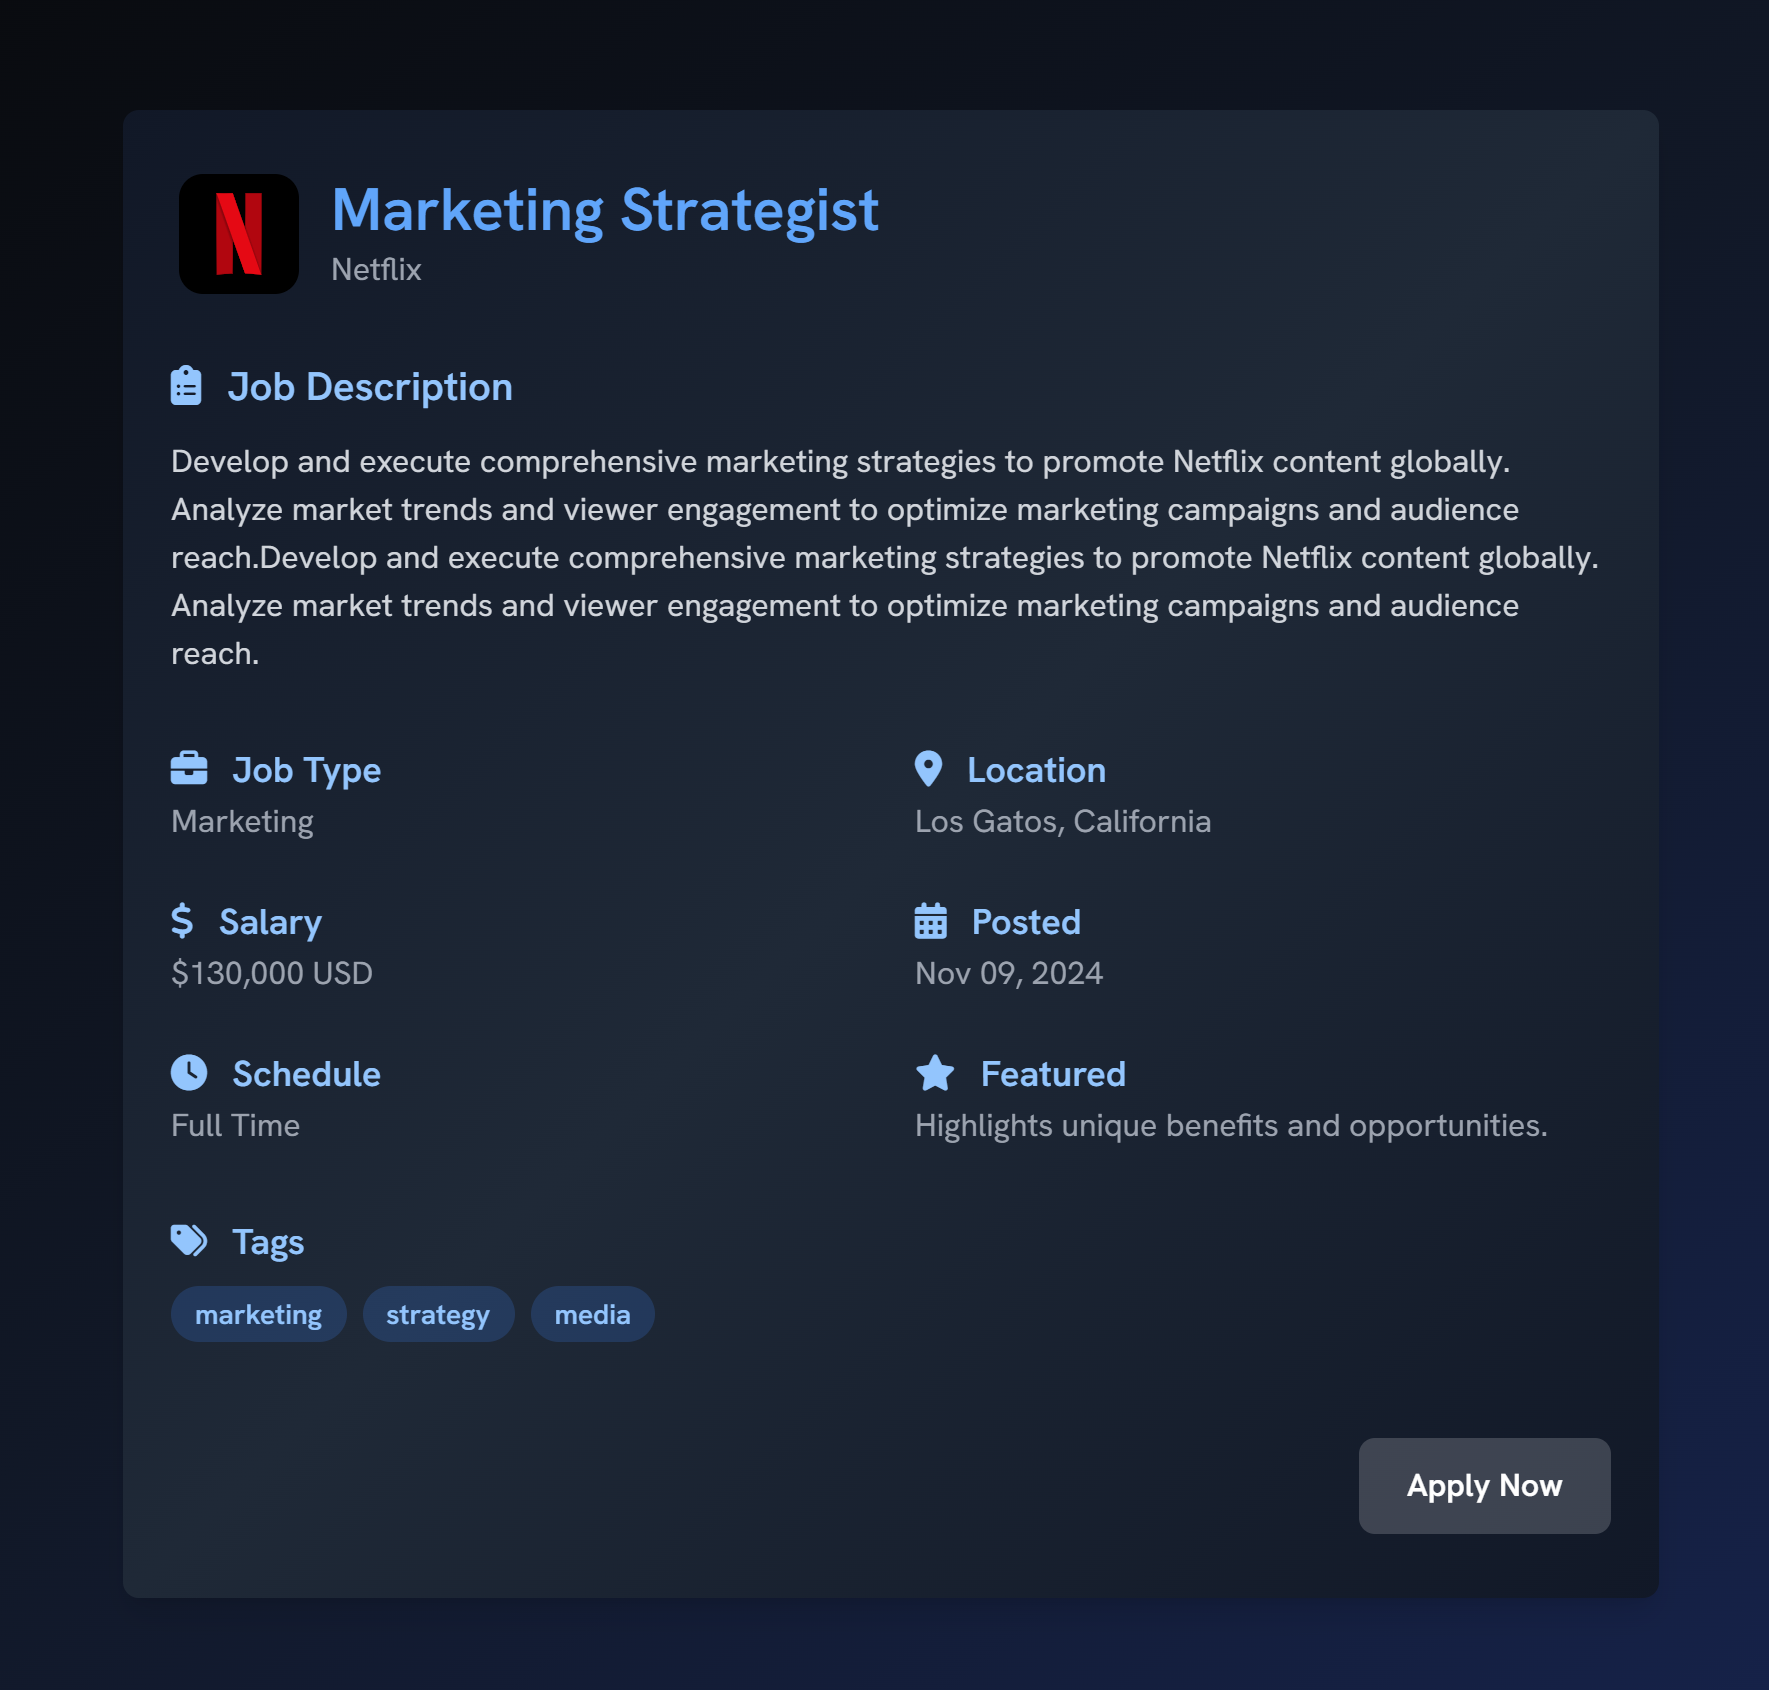 Marketing Strategist
Netflix
Job Description
Develop and execute comprehensive marketing strategies to promote Netflix content globally.
Analyze market trends and viewer engagement to optimize marketing campaigns and audience
reach.Develop and execute comprehensive marketing strategies to promote Netflix content globally.
Analyze market trends and viewer engagement to optimize marketing campaigns and audience
reach.
Job Type
Marketing
Location
Los Gatos, California
Salary
$130,000 USD
Posted
Nov 09, 2024
Schedule
Full Time
Featured
Highlights unique benefits and opportunities.
Tags
marketing strategy media
Apply Now